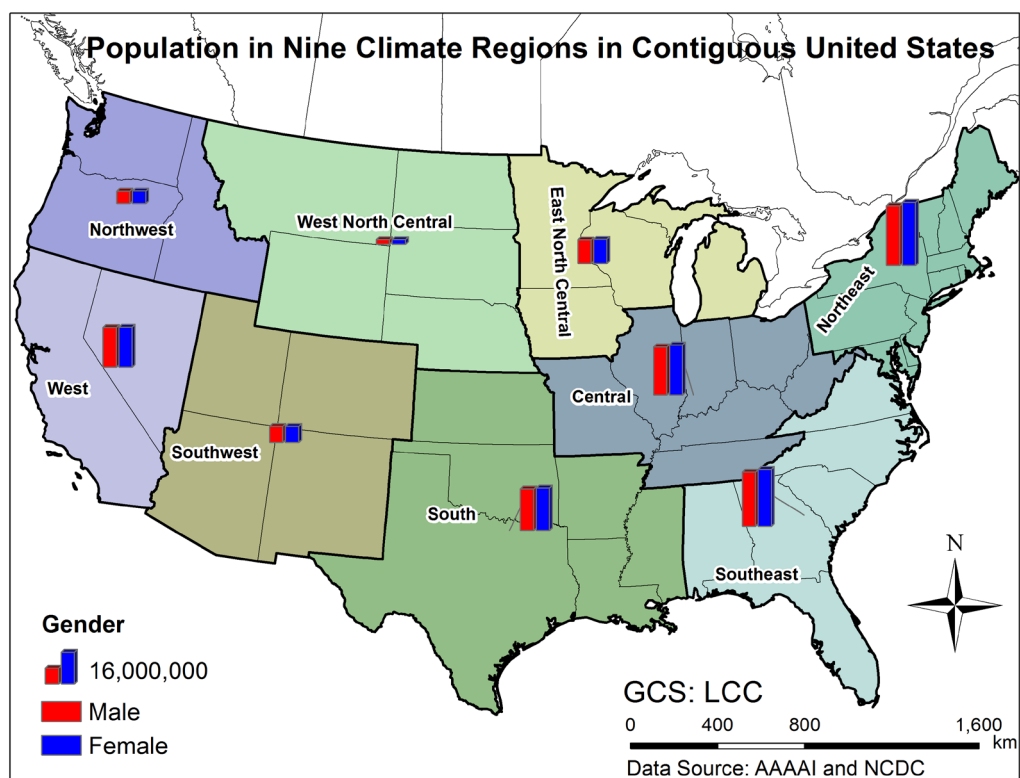 Population in Nine Climate Regions in Contiguous United States
Northwest
West North Central
East North Central
Northeast
West
Central
Southwest
South
Southeast
N
Gender
16,000,000
Male
Female
GCS: LCC
0 400 800 1,600
km
Data Source: AAAAI and NCDC